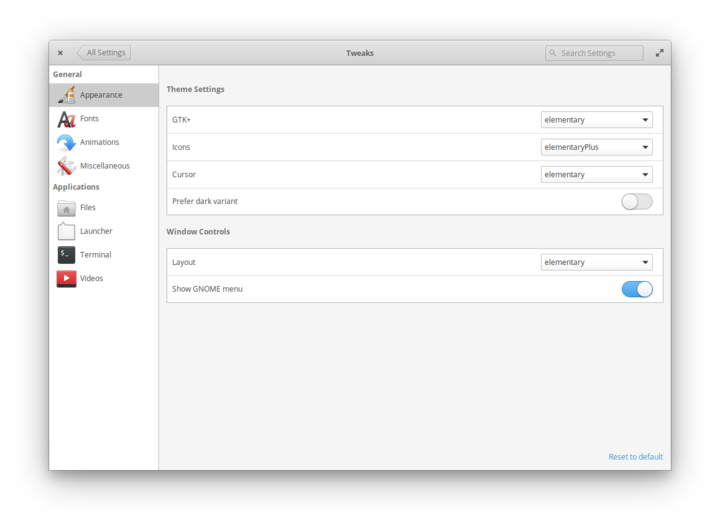 All Settings
Tweaks
Search Settings
General
Appearance
Fonts
Animations
Miscellaneous
Applications
Files
Launcher
Terminal
Videos
Theme Settings
GTK+
elementary
Icons
elementaryPlus
Cursor
elementary
Prefer dark variant
Window Controls
Layout
elementary
Show GNOME menu
Reset to default